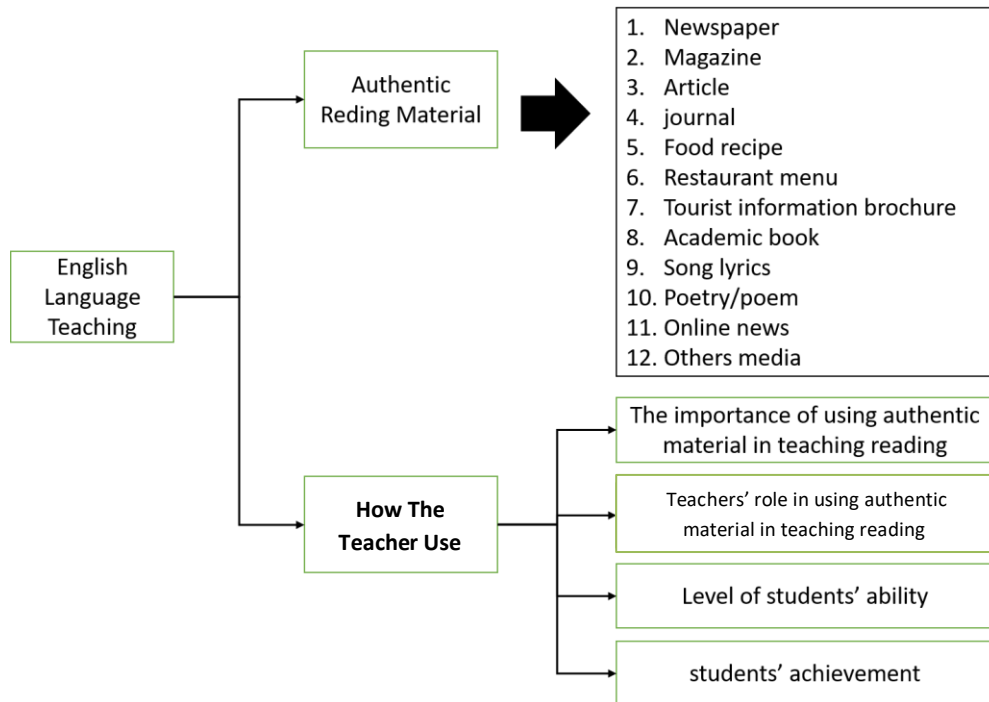 English
Language
Teaching
Authentic
Reding Material
1. Newspaper
2. Magazine
3. Article
4. journal
5. Food recipe
6. Restaurant menu
7. Tourist information brochure
8. Academic book
9. Song lyrics
10. Poetry/poem
11. Online news
12. Others media
How The
Teacher Use
The importance of using authentic
material in teaching reading
Teachers’ role in using authentic
material in teaching reading
Level of students’ ability
students’ achievement